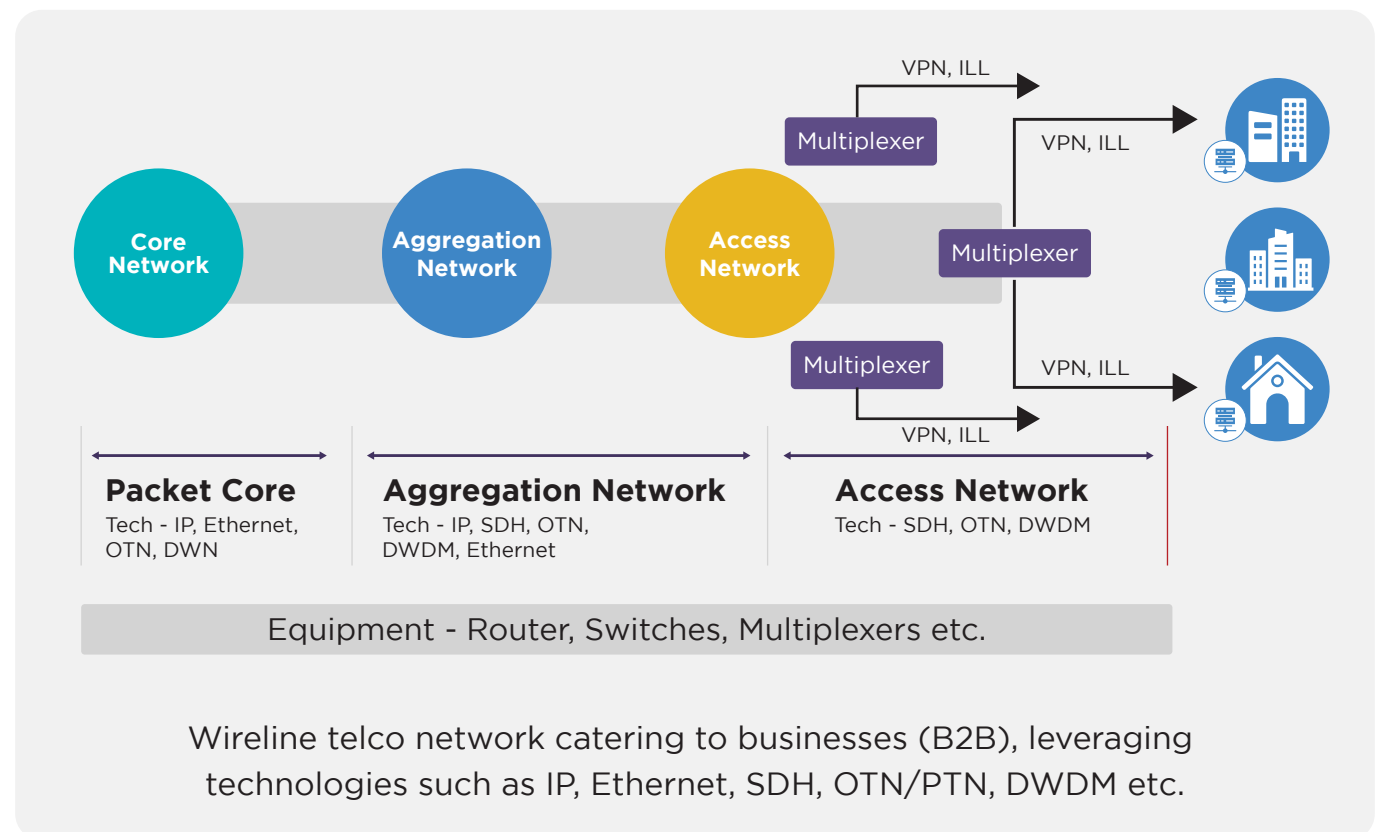 VPN, ILL
Multiplexer
VPN, ILL
Core
Network
Aggregation
Network
Access
Network
Multiplexer
Multiplexer
VPN, ILL
VPN, ILL
Packet Core
Tech - IP, Ethernet,
OTN, DWN
Aggregation Network
Tech - IP, SDH, OTN,
DWDM, Ethernet
Access Network
Tech - SDH, OTN, DWDM
Equipment - Router, Switches, Multiplexers etc.
Wireline telco network catering to businesses (B2B), leveraging
technologies such as IP, Ethernet, SDH, OTN/PTN, DWDM etc.